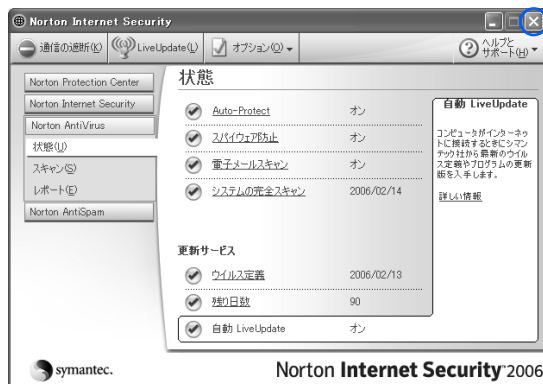 Norton Internet Security
通信の遮断(K)
LiveUpdate(L)
オプション(O)
ヘルプと
サポート(H)
Norton Protection Center
Norton Internet Security
Norton AntiVirus
状態(U)
スキャン(S)
レポート(E)
Norton AntiSpam
状態
Auto-Protect オン
スパイウェア防止 オン
電子メールスキャン オン
システムの完全スキャン 2006/02/14
更新サービス
ウイルス定義 2006/02/13
残り日数 90
自動 LiveUpdate オン
自動 LiveUpdate
コンピュータがインターネッ
トに接続するときにシマン
テック社から最新のウイル
ス定義やプログラムの更新
版を入手します。
詳しい情報
symantec.
Norton Internet Security 2006